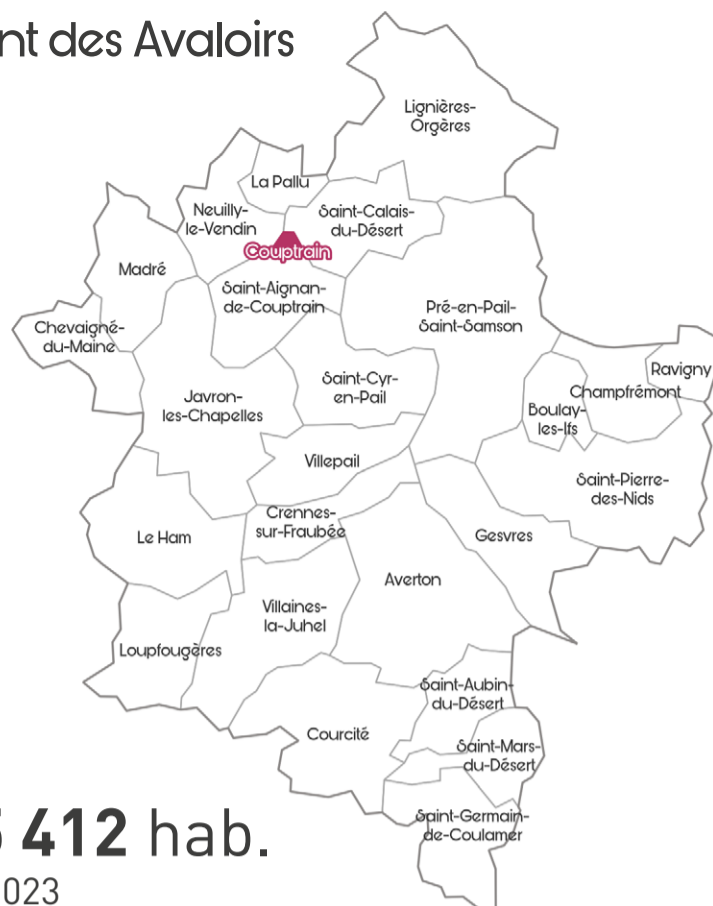 nt des Avaloirs
Lignières-
Orgères
La Pallu
Neuilly-
le-Vendin
Saint-Calais-
du-Désert
Couptrain
Madré
Saint-Aignan-
de-Couptrain
Pré-en-Pail-
Saint-Samson
Chevaigné-
du-Maine
Ravigny
Champfrémont
Saint-Cyr-
en-Pail
Javron-
les-Chapelles
Boulay-
les-Ifs
Villepail
Saint-Pierre-
des-Nids
Crennes-
sur-Fraubée
Le Ham
Gesvres
Averton
Villaines-
la-Juhel
Loupfougères
Saint-Aubin-
du-Désert
Courcité
Saint-Mars-
du-Désert
Saint-Germain-
de-Coulamer
412 hab.
023